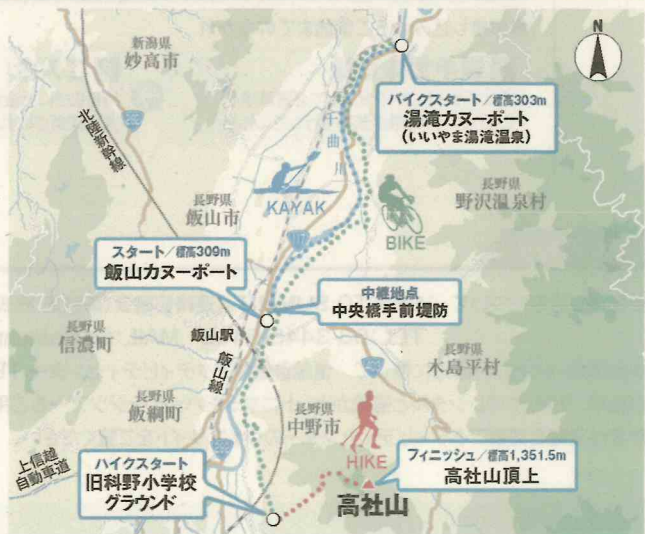 N
新潟県
妙高市
バイクスタート/標高303m
湯滝カヌーポート
(いいやま湯滝温泉)
292
北陸新幹線
千曲川
KAYAK
長野県
飯山市
長野県
野沢温泉村
BIKE
117
スタート/標高309m
飯山カヌーポート
中継地点
中央橋手前堤防
飯山駅
飯山線
長野県
信濃町
長野県
木島平村
長野県
飯綱町
長野県
中野市
上信越
自動車道
HIKE
フィニッシュ/標高1,351.5m
高社山頂上
高社山
ハイクスタート
旧科野小学校
グラウンド